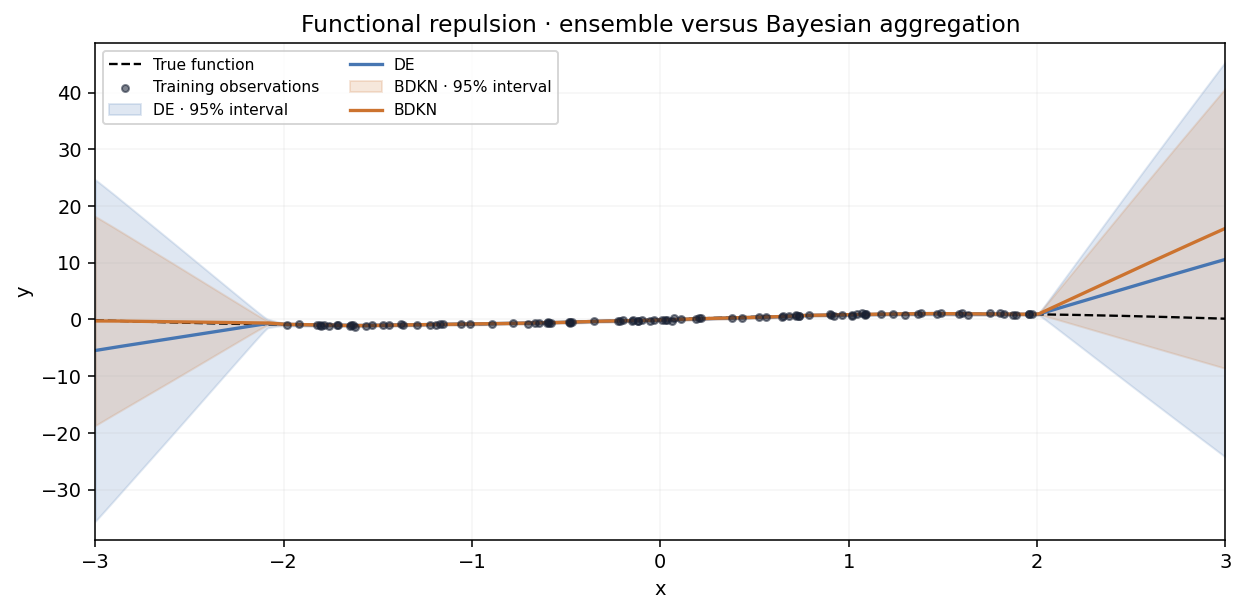 Functional repulsion · ensemble versus Bayesian aggregation
True function
Training observations
DE · 95% interval
DE
BDKN · 95% interval
BDKN
y
40
30
20
10
0
−10
−20
−30
−3
−2
−1
0
1
2
3
x